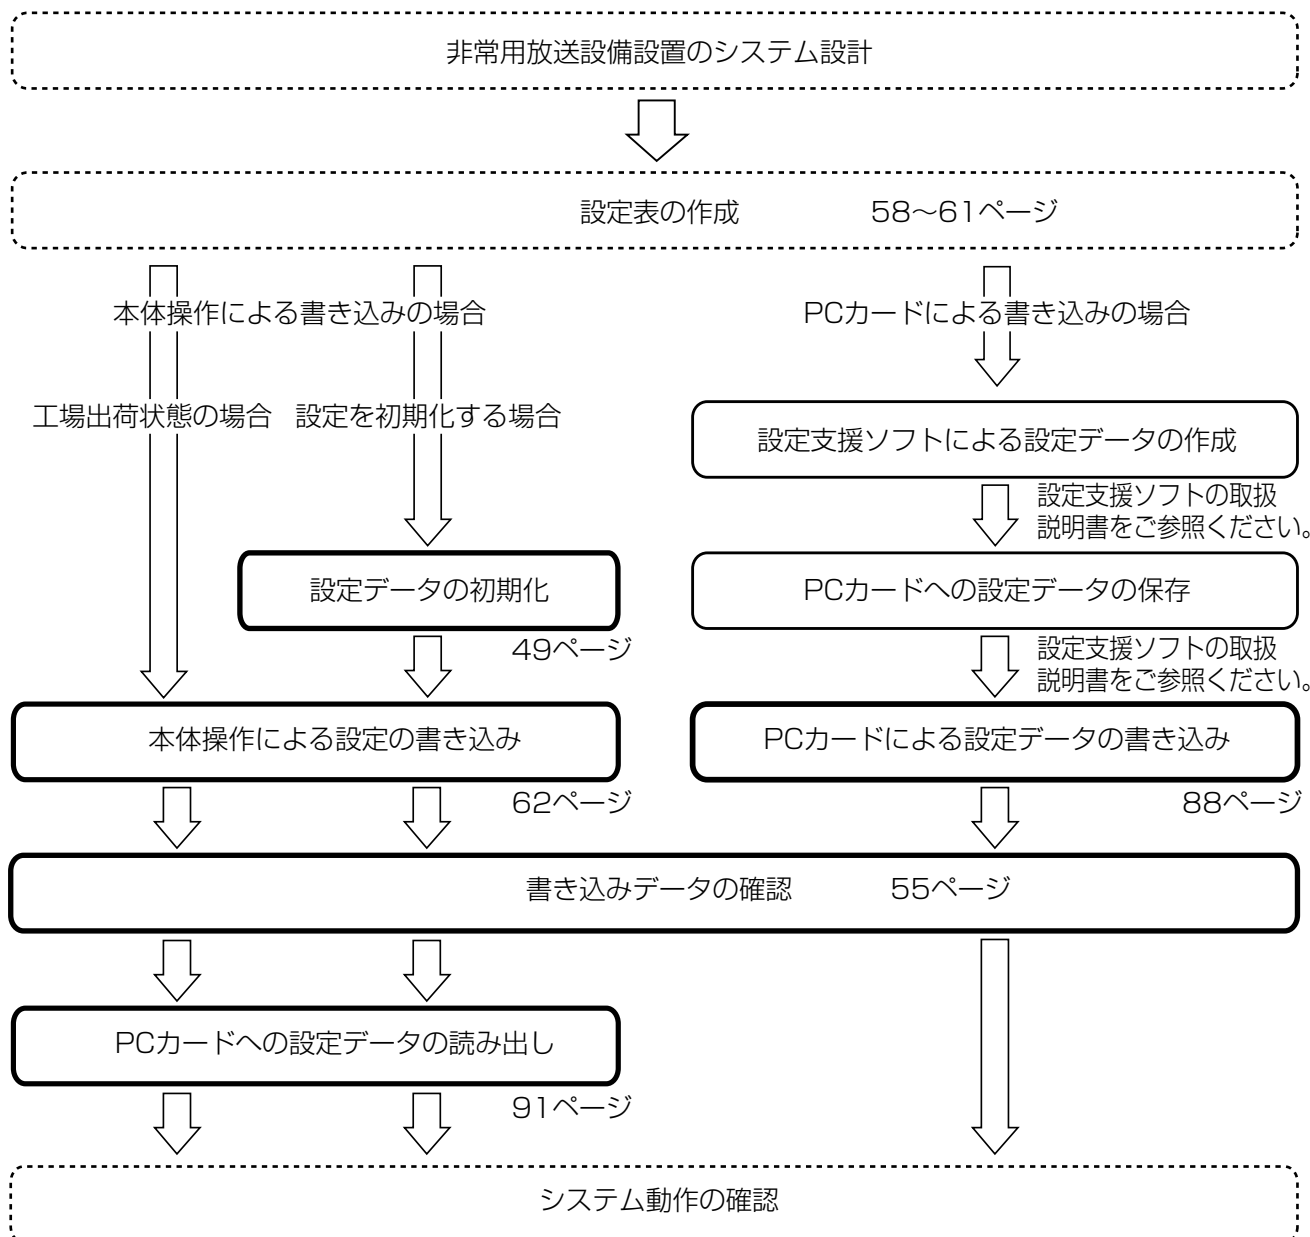 非常用放送設備設置のシステム設計
設定表の作成 58～61ページ
本体操作による書き込みの場合
PCカードによる書き込みの場合
工場出荷状態の場合
設定を初期化する場合
設定支援ソフトによる設定データの作成
設定支援ソフトの取扱
説明書をご参照ください。
設定データの初期化
49ページ
PCカードへの設定データの保存
設定支援ソフトの取扱
説明書をご参照ください。
本体操作による設定の書き込み
62ページ
PCカードによる設定データの書き込み
88ページ
書き込みデータの確認 55ページ
PCカードへの設定データの読み出し
91ページ
システム動作の確認